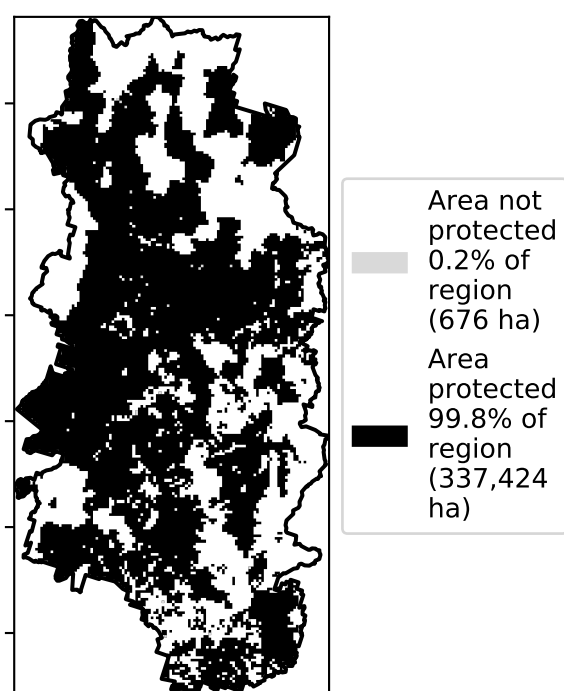 Area not
protected
0.2% of
region
(676 ha)
Area
protected
99.8% of
region
(337,424
ha)